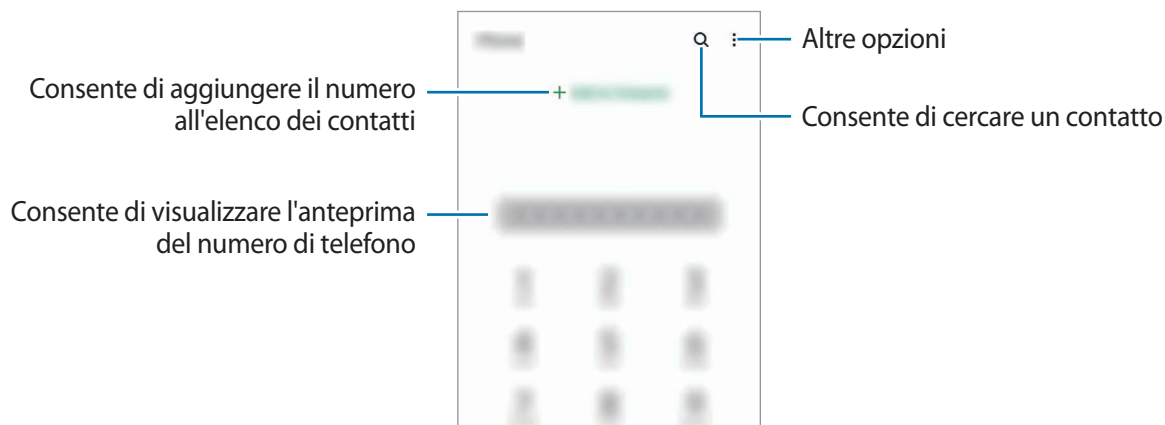 Altre opzioni
Consente di aggiungere il numero
all'elenco dei contatti
Consente di cercare un contatto
Consente di visualizzare l'anteprima
del numero di telefono